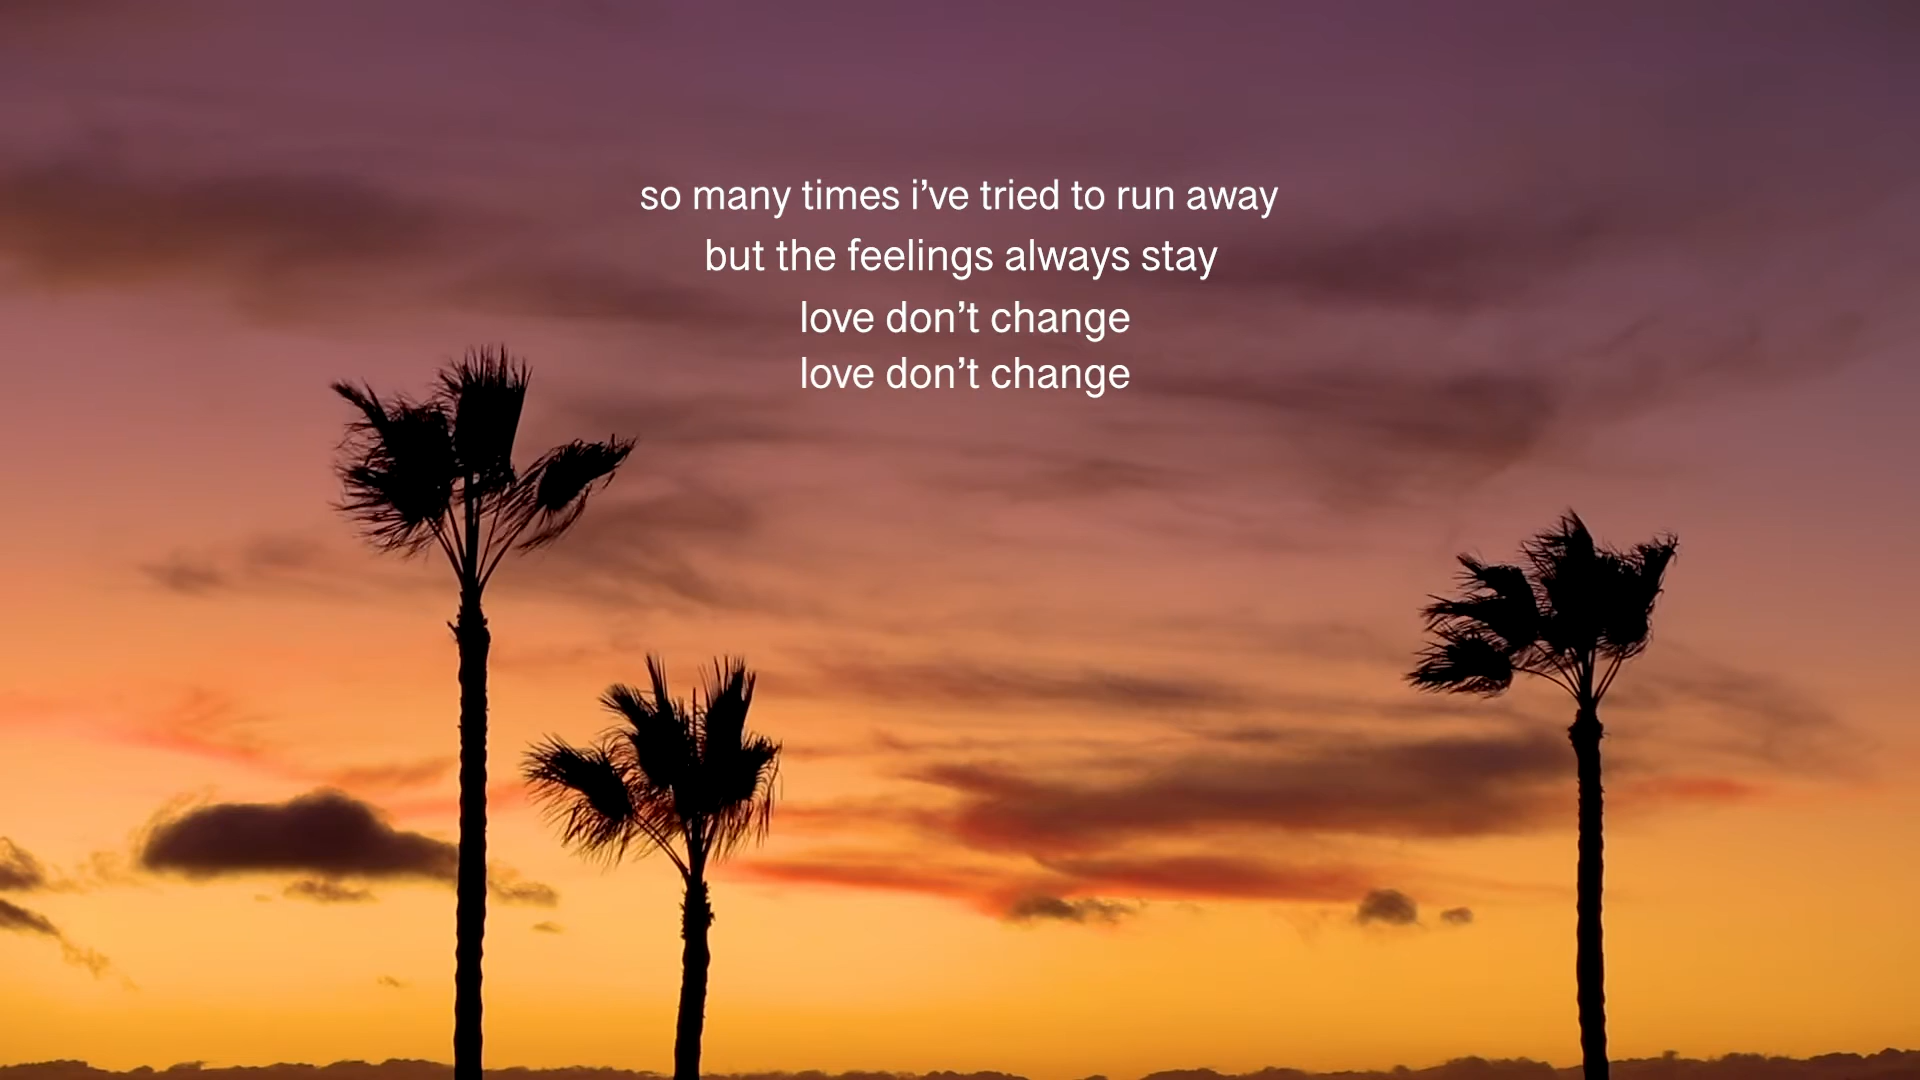 so many times i’ve tried to run away
but the feelings always stay
love don’t change
love don’t change